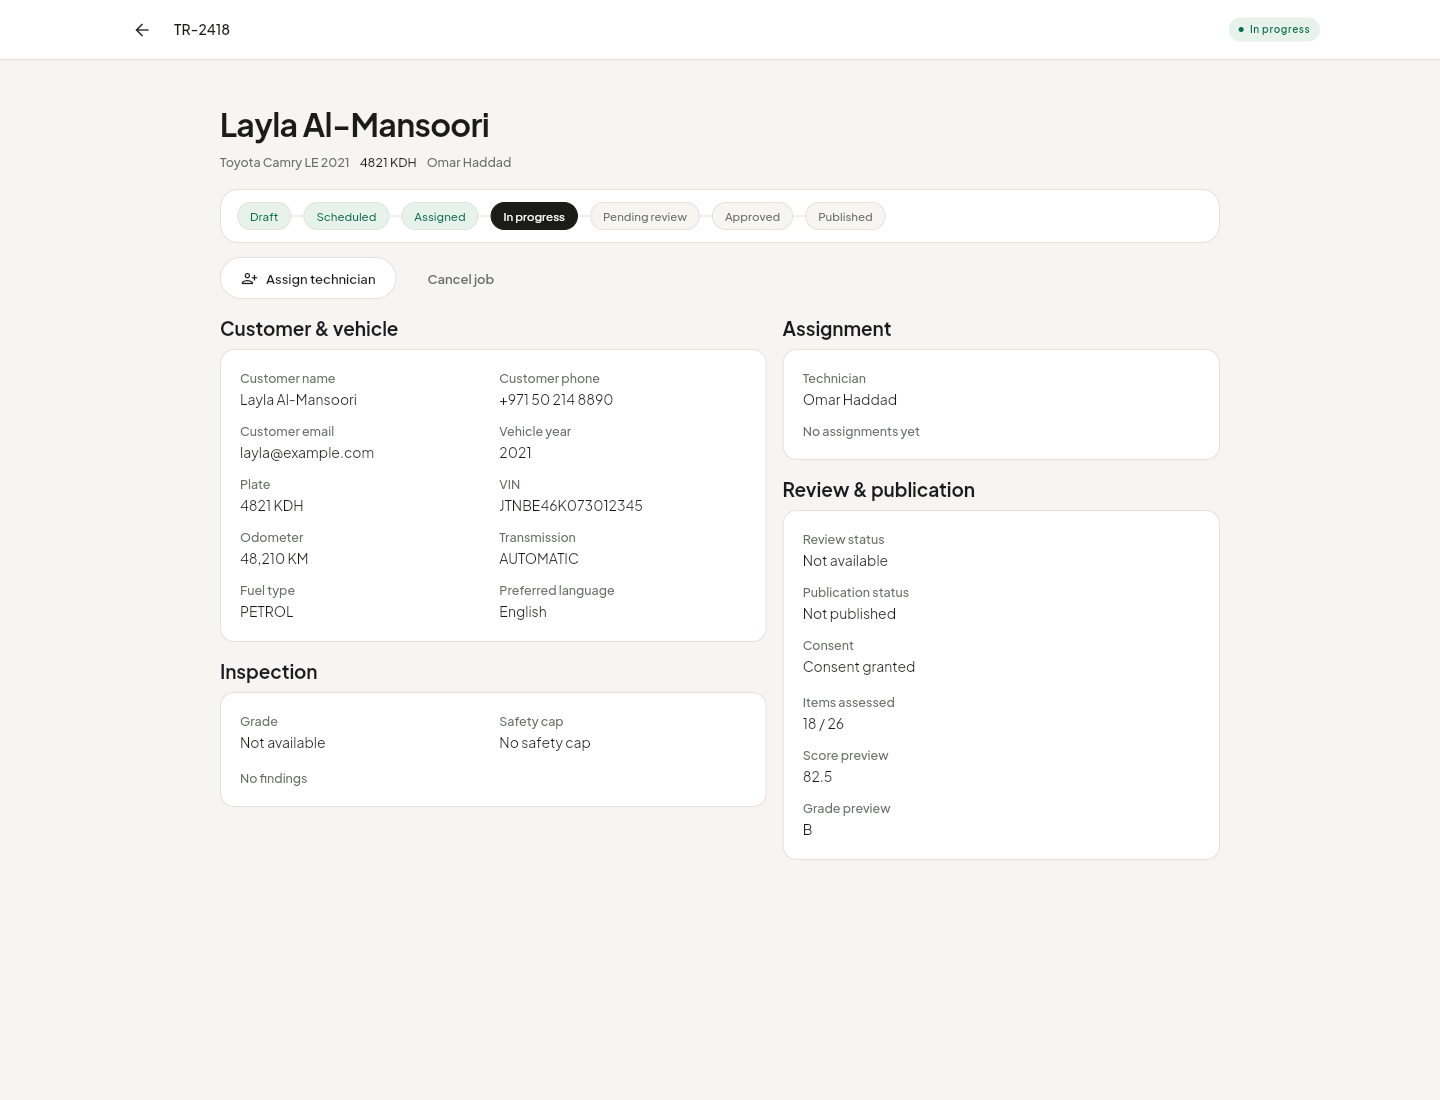 TR-2418
In progress
Layla Al-Mansoori
Toyota Camry LE 2021 4821 KDH Omar Haddad
Draft Scheduled Assigned In progress Pending review Approved Published
Assign technician Cancel job
Customer & vehicle
Customer name Customer phone
Layla Al-Mansoori +971 50 214 8890
Customer email Vehicle year
layla@example.com 2021
Plate VIN
4821 KDH JTNBE46K073012345
Odometer Transmission
48,210 KM AUTOMATIC
Fuel type Preferred language
PETROL English
Inspection
Grade Safety cap
Not available No safety cap
No findings
Assignment
Technician
Omar Haddad
No assignments yet
Review & publication
Review status
Not available
Publication status
Not published
Consent
Consent granted
Items assessed
18 / 26
Score preview
82.5
Grade preview
B